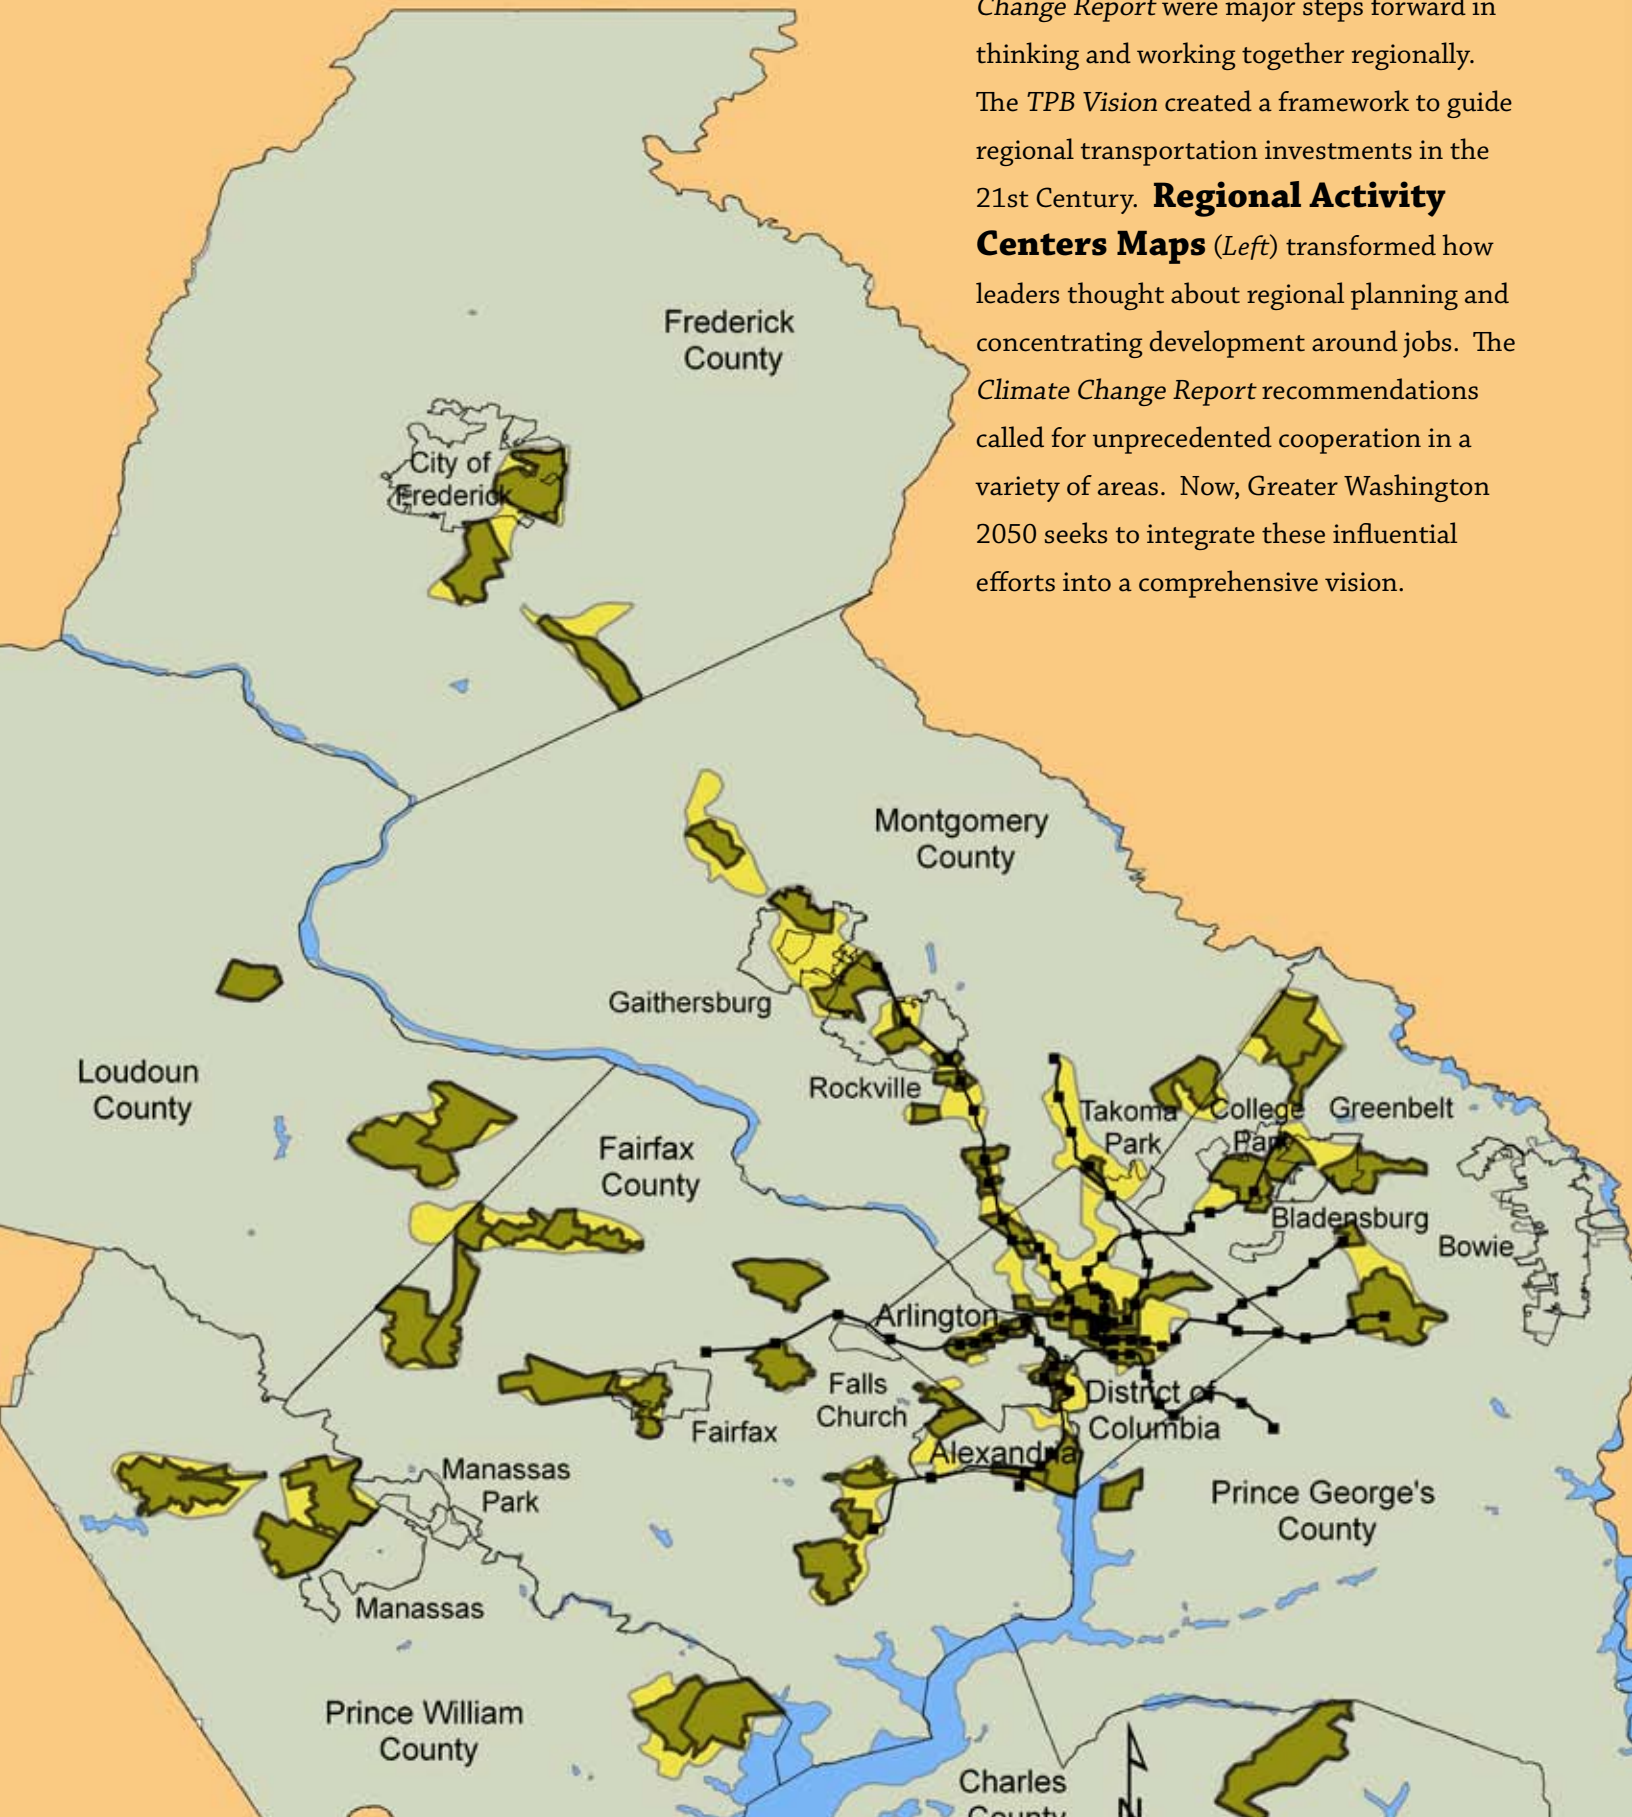 Change Report were major steps forward in
thinking and working together regionally.
The TPB Vision created a framework to guide
regional transportation investments in the
21st Century. Regional Activity
Centers Maps (Left) transformed how
leaders thought about regional planning and
concentrating development around jobs. The
Climate Change Report recommendations
called for unprecedented cooperation in a
variety of areas. Now, Greater Washington
2050 seeks to integrate these influential
efforts into a comprehensive vision.
Frederick
County
City of
Frederick
Montgomery
County
Gaithersburg
Loudoun
County
Rockville
Takoma
Park
College
Park
Greenbelt
Fairfax
County
Bladensburg
Bowie
Arlington
Falls
Church
Fairfax
District of
Columbia
Alexandria
Manassas
Park
Prince George's
County
Manassas
Prince William
County
Charles
County
N